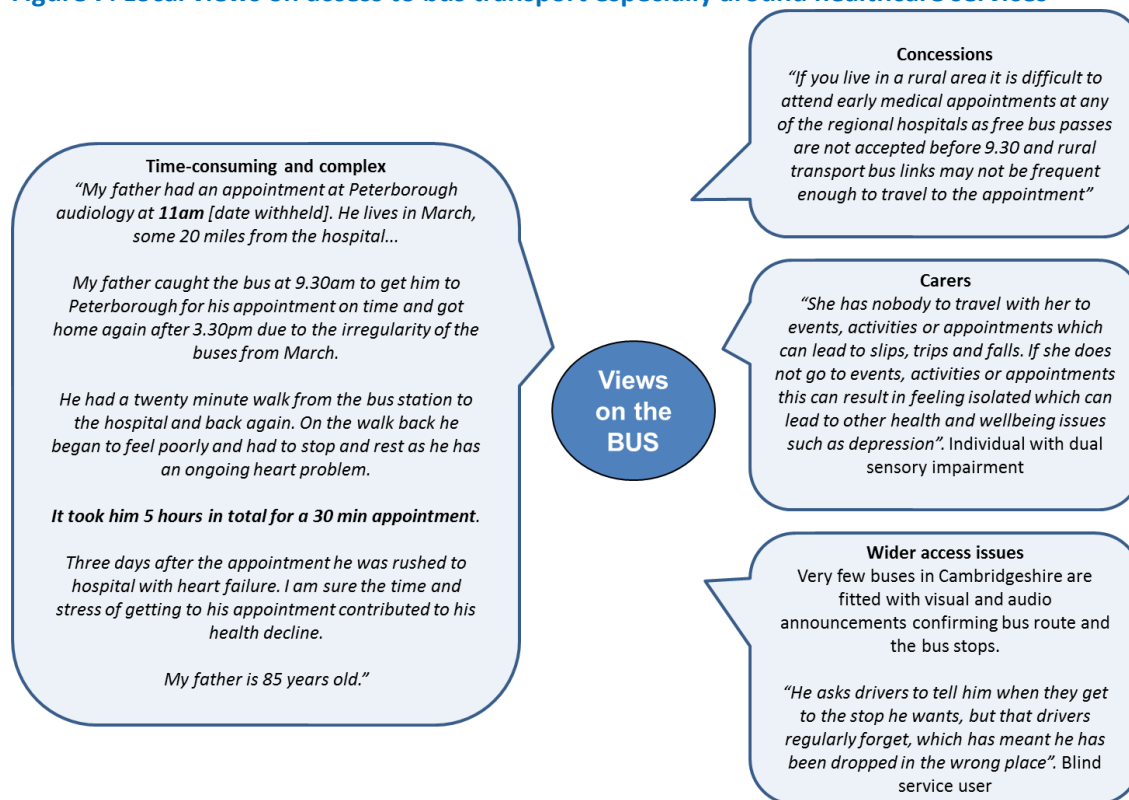 Local views on access to bus transport especially around healthcare services
Time-consuming and complex
“My father had an appointment at Peterborough
audiology at 11am [date withheld]. He lives in March,
some 20 miles from the hospital...
My father caught the bus at 9.30am to get him to
Peterborough for his appointment on time and got
home again after 3.30pm due to the irregularity of the
buses from March.
He had a twenty minute walk from the bus station to
the hospital and back again. On the walk back he
began to feel poorly and had to stop and rest as he has
an ongoing heart problem.
It took him 5 hours in total for a 30 min appointment.
Three days after the appointment he was rushed to
hospital with heart failure. I am sure the time and
stress of getting to his appointment contributed to his
health decline.
My father is 85 years old.”
Views
on the
BUS
Concessions
“If you live in a rural area it is difficult to
attend early medical appointments at any
of the regional hospitals as free bus passes
are not accepted before 9.30 and rural
transport bus links may not be frequent
enough to travel to the appointment”
Carers
“She has nobody to travel with her to
events, activities or appointments which
can lead to slips, trips and falls. If she does
not go to events, activities or appointments
this can result in feeling isolated which can
lead to other health and wellbeing issues
such as depression”. Individual with dual
sensory impairment
Wider access issues
Very few buses in Cambridgeshire are
fitted with visual and audio
announcements confirming bus route and
the bus stops.
“He asks drivers to tell him when they get
to the stop he wants, but that drivers
regularly forget, which has meant he has
been dropped in the wrong place”. Blind
service user